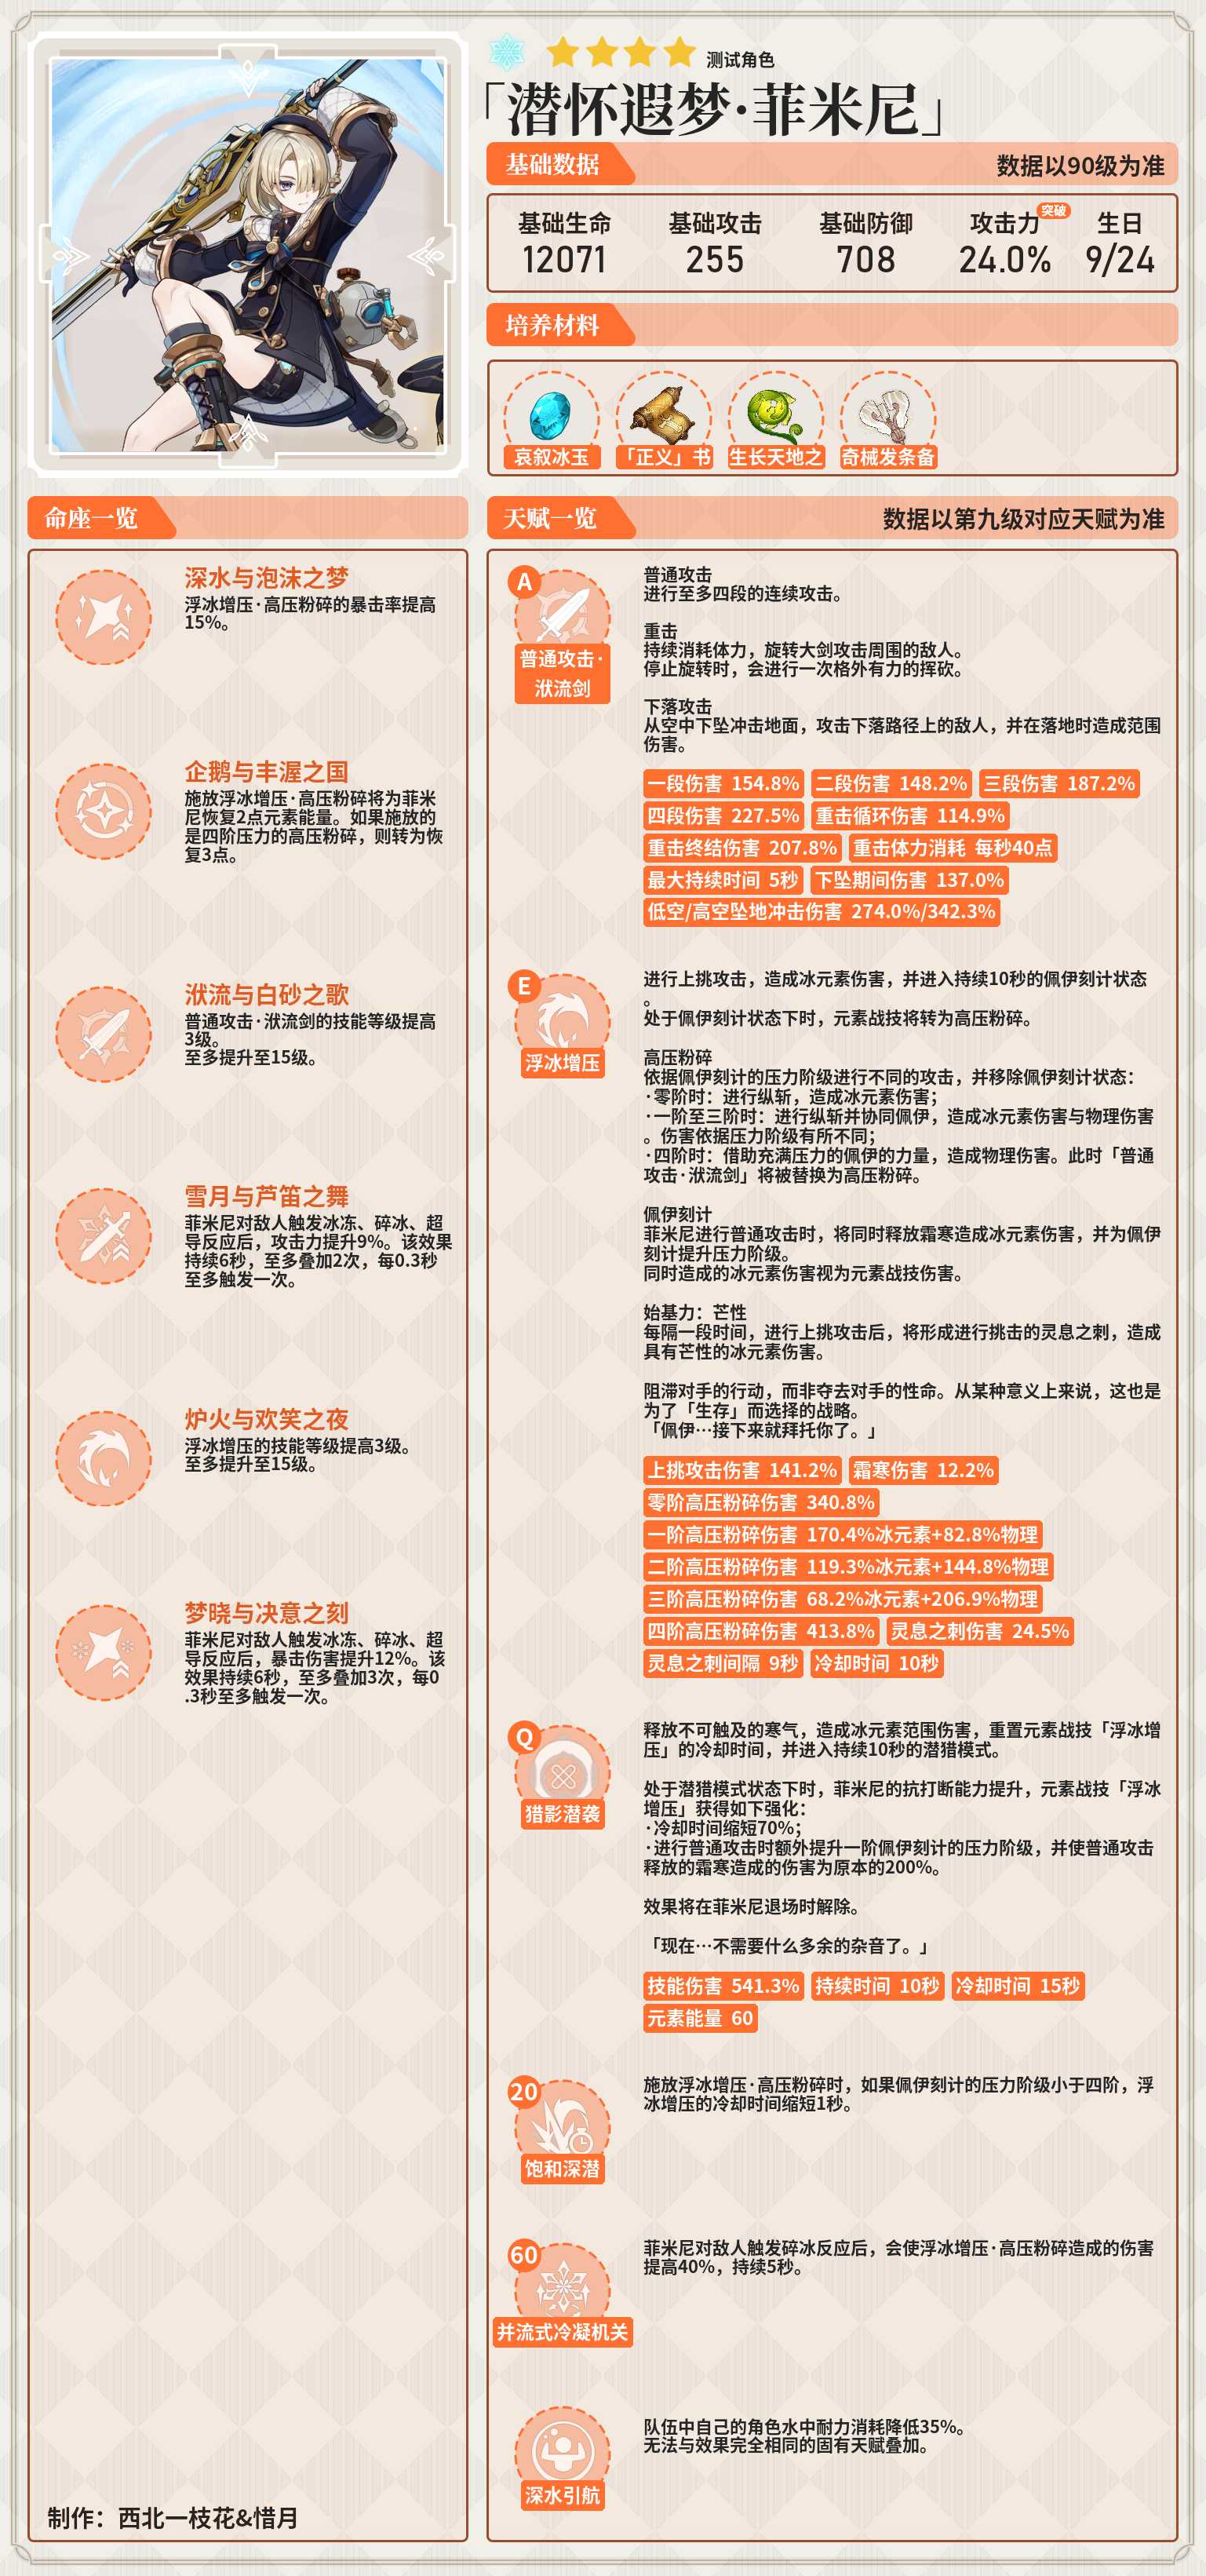 测试角色
「潜怀遐梦·菲米尼」
基础数据
数据以90级为准
基础生命 基础攻击 基础防御 攻击力 突破 生日
12071 255 708 24.0% 9/24
培养材料
哀叙冰玉 「正义」书 生长天地之 奇械发条备
命座一览
深水与泡沫之梦
浮冰增压·高压粉碎的暴击率提高
15%。
企鹅与丰渥之国
施放浮冰增压·高压粉碎将为菲米
尼恢复2点元素能量。如果施放的
是四阶压力的高压粉碎，则转为恢
复3点。
洑流与白砂之歌
普通攻击·洑流剑的技能等级提高
3级。
至多提升至15级。
雪月与芦笛之舞
菲米尼对敌人触发冰冻、碎冰、超
导反应后，攻击力提升9%。该效果
持续6秒，至多叠加2次，每0.3秒
至多触发一次。
炉火与欢笑之夜
浮冰增压的技能等级提高3级。
至多提升至15级。
梦晓与决意之刻
菲米尼对敌人触发冰冻、碎冰、超
导反应后，暴击伤害提升12%。该
效果持续6秒，至多叠加3次，每0
.3秒至多触发一次。
制作：西北一枝花&惜月
天赋一览
数据以第九级对应天赋为准
A
普通攻击·
洑流剑
普通攻击
进行至多四段的连续攻击。
重击
持续消耗体力，旋转大剑攻击周围的敌人。
停止旋转时，会进行一次格外有力的挥砍。
下落攻击
从空中下坠冲击地面，攻击下落路径上的敌人，并在落地时造成范围
伤害。
一段伤害 154.8% 二段伤害 148.2% 三段伤害 187.2%
四段伤害 227.5% 重击循环伤害 114.9%
重击终结伤害 207.8% 重击体力消耗 每秒40点
最大持续时间 5秒 下坠期间伤害 137.0%
低空/高空坠地冲击伤害 274.0%/342.3%
E
浮冰增压
进行上挑攻击，造成冰元素伤害，并进入持续10秒的佩伊刻计状态
。
处于佩伊刻计状态下时，元素战技将转为高压粉碎。
高压粉碎
依据佩伊刻计的压力阶级进行不同的攻击，并移除佩伊刻计状态：
·零阶时：进行纵斩，造成冰元素伤害；
·一阶至三阶时：进行纵斩并协同佩伊，造成冰元素伤害与物理伤害
。伤害依据压力阶级有所不同；
·四阶时：借助充满压力的佩伊的力量，造成物理伤害。此时「普通
攻击·洑流剑」将被替换为高压粉碎。
佩伊刻计
菲米尼进行普通攻击时，将同时释放霜寒造成冰元素伤害，并为佩伊
刻计提升压力阶级。
同时造成的冰元素伤害视为元素战技伤害。
始基力：芒性
每隔一段时间，进行上挑攻击后，将形成进行挑击的灵息之刺，造成
具有芒性的冰元素伤害。
阻滞对手的行动，而非夺去对手的性命。从某种意义上来说，这也是
为了「生存」而选择的战略。
「佩伊…接下来就拜托你了。」
上挑攻击伤害 141.2% 霜寒伤害 12.2%
零阶高压粉碎伤害 340.8%
一阶高压粉碎伤害 170.4%冰元素+82.8%物理
二阶高压粉碎伤害 119.3%冰元素+144.8%物理
三阶高压粉碎伤害 68.2%冰元素+206.9%物理
四阶高压粉碎伤害 413.8% 灵息之刺伤害 24.5%
灵息之刺间隔 9秒 冷却时间 10秒
Q
猎影潜袭
释放不可触及的寒气，造成冰元素范围伤害，重置元素战技「浮冰增
压」的冷却时间，并进入持续10秒的潜猎模式。
处于潜猎模式状态下时，菲米尼的抗打断能力提升，元素战技「浮冰
增压」获得如下强化：
·冷却时间缩短70%；
·进行普通攻击时额外提升一阶佩伊刻计的压力阶级，并使普通攻击
释放的霜寒造成的伤害为原本的200%。
效果将在菲米尼退场时解除。
「现在…不需要什么多余的杂音了。」
技能伤害 541.3% 持续时间 10秒 冷却时间 15秒
元素能量 60
20
饱和深潜
施放浮冰增压·高压粉碎时，如果佩伊刻计的压力阶级小于四阶，浮
冰增压的冷却时间缩短1秒。
60
并流式冷凝机关
菲米尼对敌人触发碎冰反应后，会使浮冰增压·高压粉碎造成的伤害
提高40%，持续5秒。
深水引航
队伍中自己的角色水中耐力消耗降低35%。
无法与效果完全相同的固有天赋叠加。